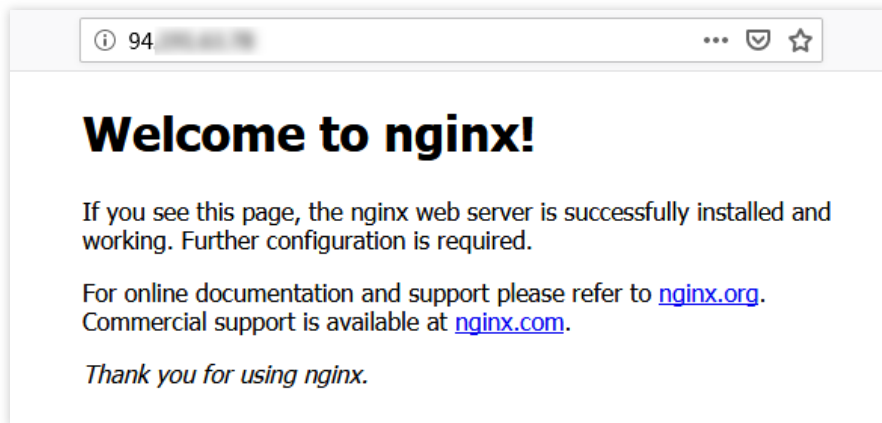 94.
Welcome to nginx!
If you see this page, the nginx web server is successfully installed and
working. Further configuration is required.
For online documentation and support please refer to nginx.org.
Commercial support is available at nginx.com.
Thank you for using nginx.